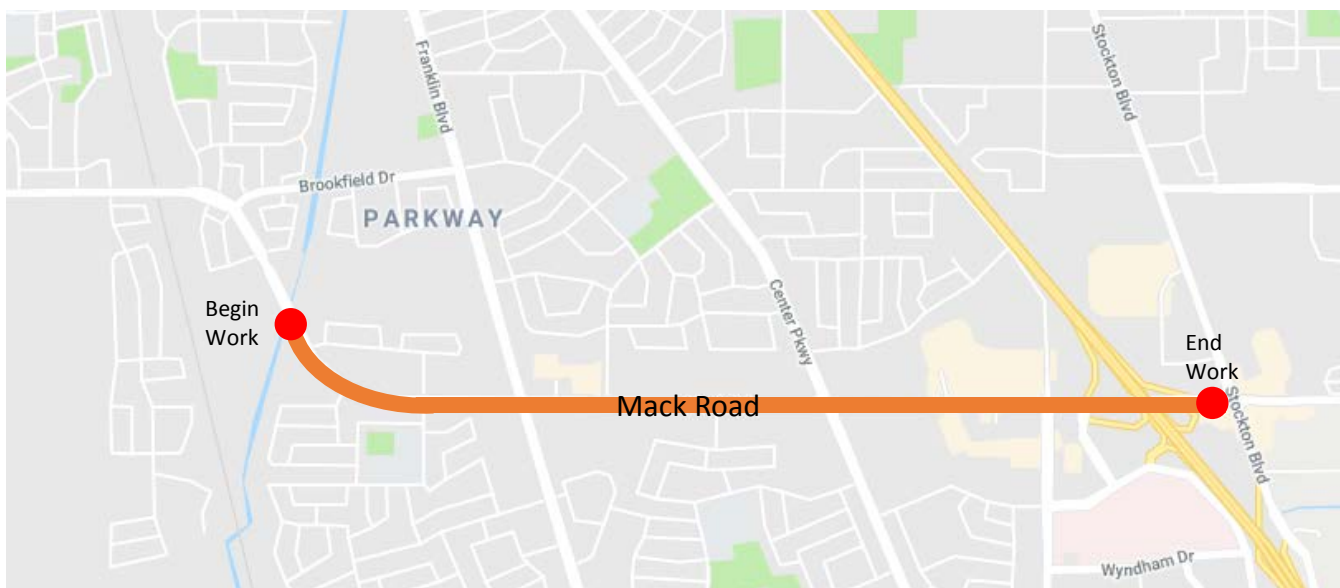 Stockton Blvd
Franklin Blvd
Brookfield Dr
PARKWAY
Center Pkwy
Begin
Work
End
Work
Mack Road
Stockton Blvd
Wyndham Dr